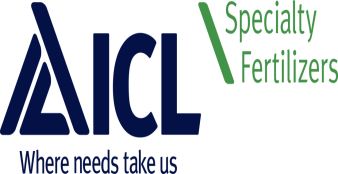 ICL
Specialty
Fertilizers
Where needs take us